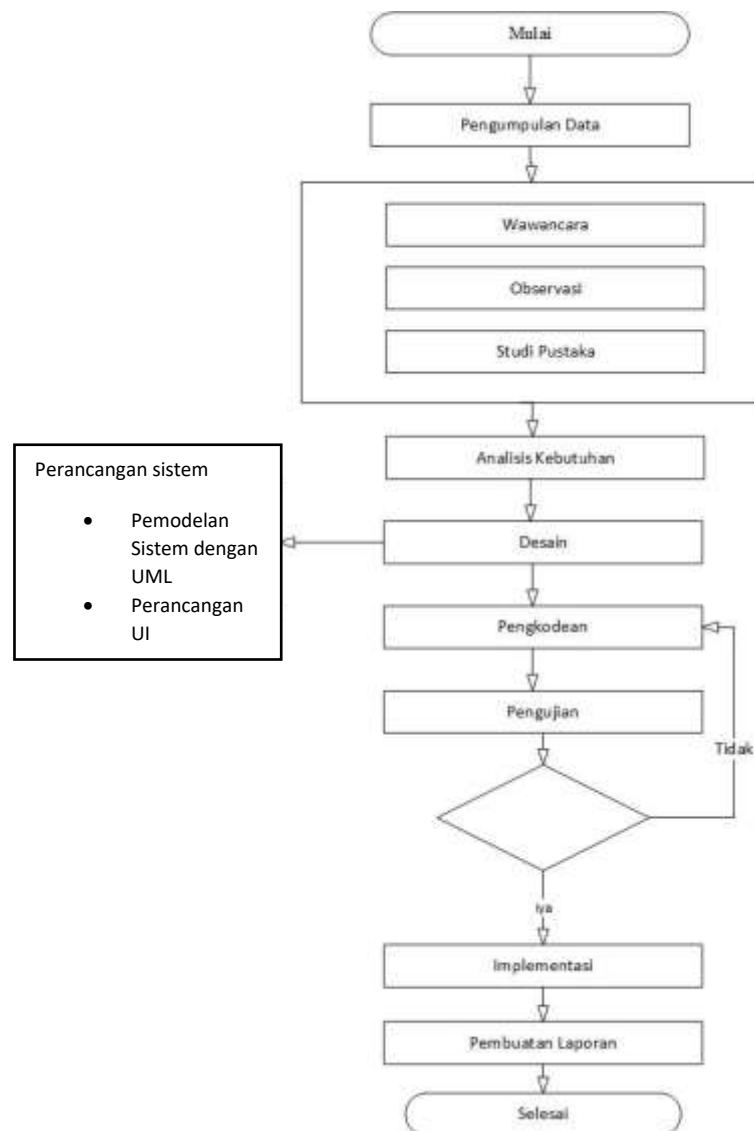 Mulai
Pengumpulan Data
Wawancara
Observasi
Studi Pustaka
Analisis Kebutuhan
Perancangan sistem
• Pemodelan
Sistem dengan
UML
• Perancangan
UI
Desain
Pengkodean
Pengujian
Tidak
iya
Implementasi
Pembuatan Laporan
Selesai